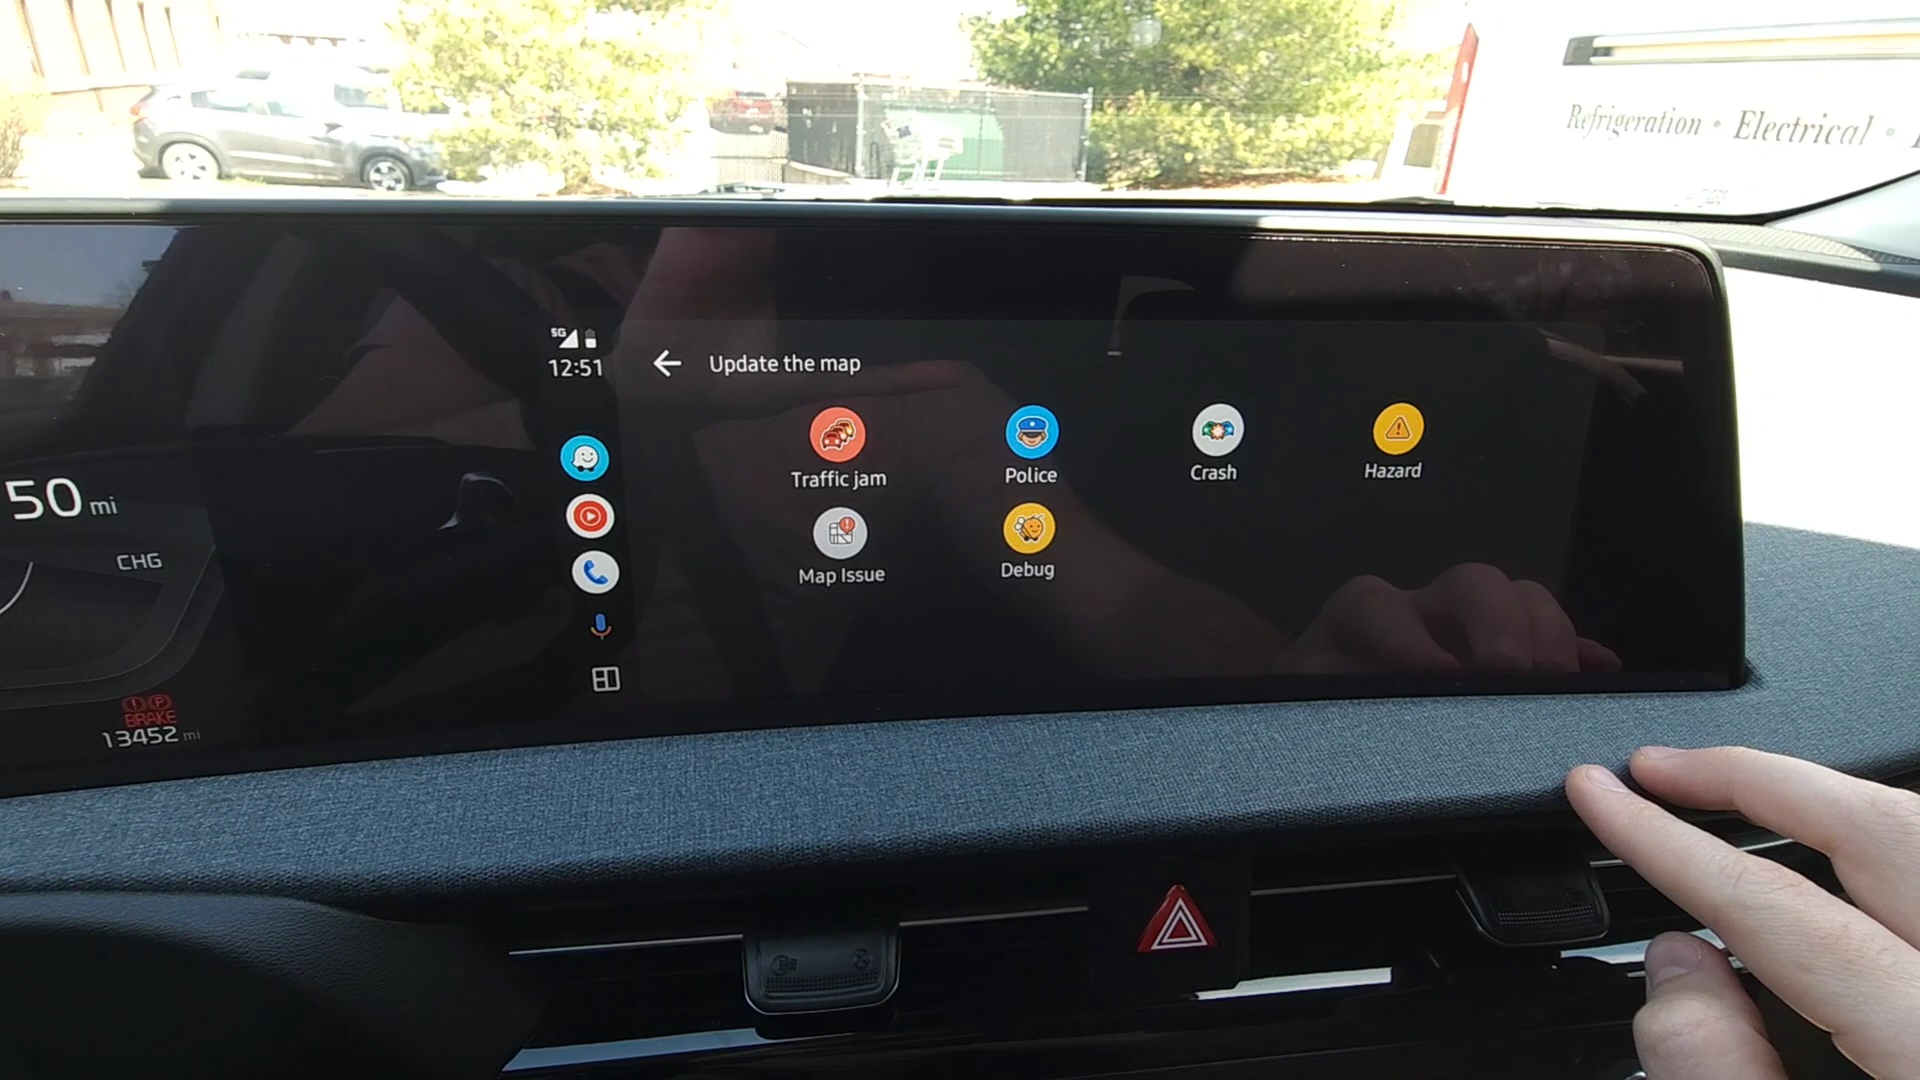 Refrigeration • Electrical •
5G
12:51
Update the map
Traffic jam
Police
Crash
Hazard
Map Issue
Debug
50 mi
CHG
P
BRAKE
13452 mi